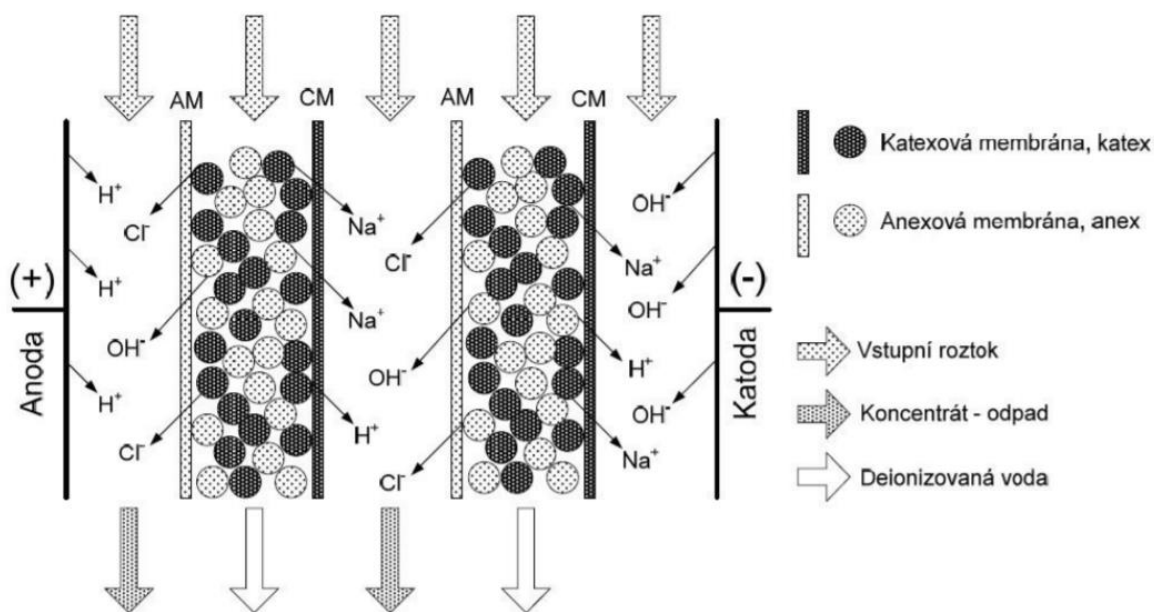 AM
CM
AM
CM
H⁺
Cl⁻
H⁺
OH⁻
H⁺
Cl⁻
Na⁺
Na⁺
H⁺
Cl⁻
OH⁻
Cl⁻
OH⁻
Na⁺
OH⁻
H⁺
OH⁻
Na⁺
(+)
Anoda
(-)
Katoda
Katexová membrána, katex
Anexová membrána, anex
Vstupní roztok
Koncentrát - odpad
Deionizovaná voda